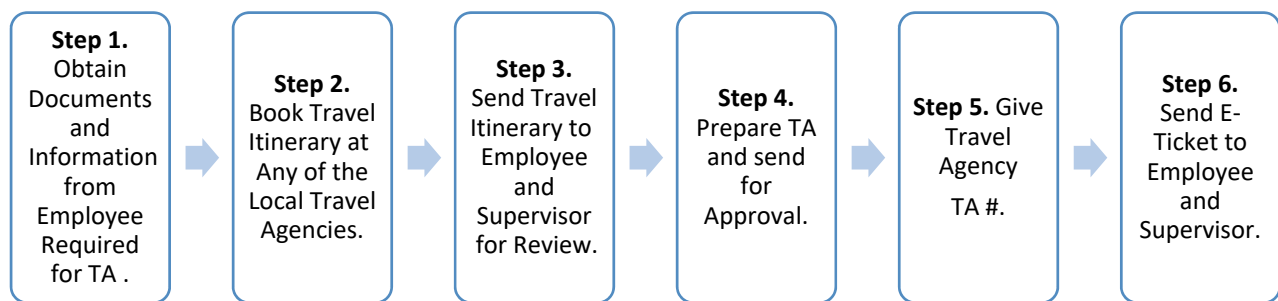 Step 1.
Obtain
Documents
and
Information
from
Employee
Required
for TA .
Step 2.
Book Travel
Itinerary at
Any of the
Local Travel
Agencies.
Step 3.
Send Travel
Itinerary to
Employee
and
Supervisor
for Review.
Step 4.
Prepare TA
and send
for
Approval.
Step 5. Give
Travel
Agency
TA #.
Step 6.
Send E-
Ticket to
Employee
and
Supervisor.